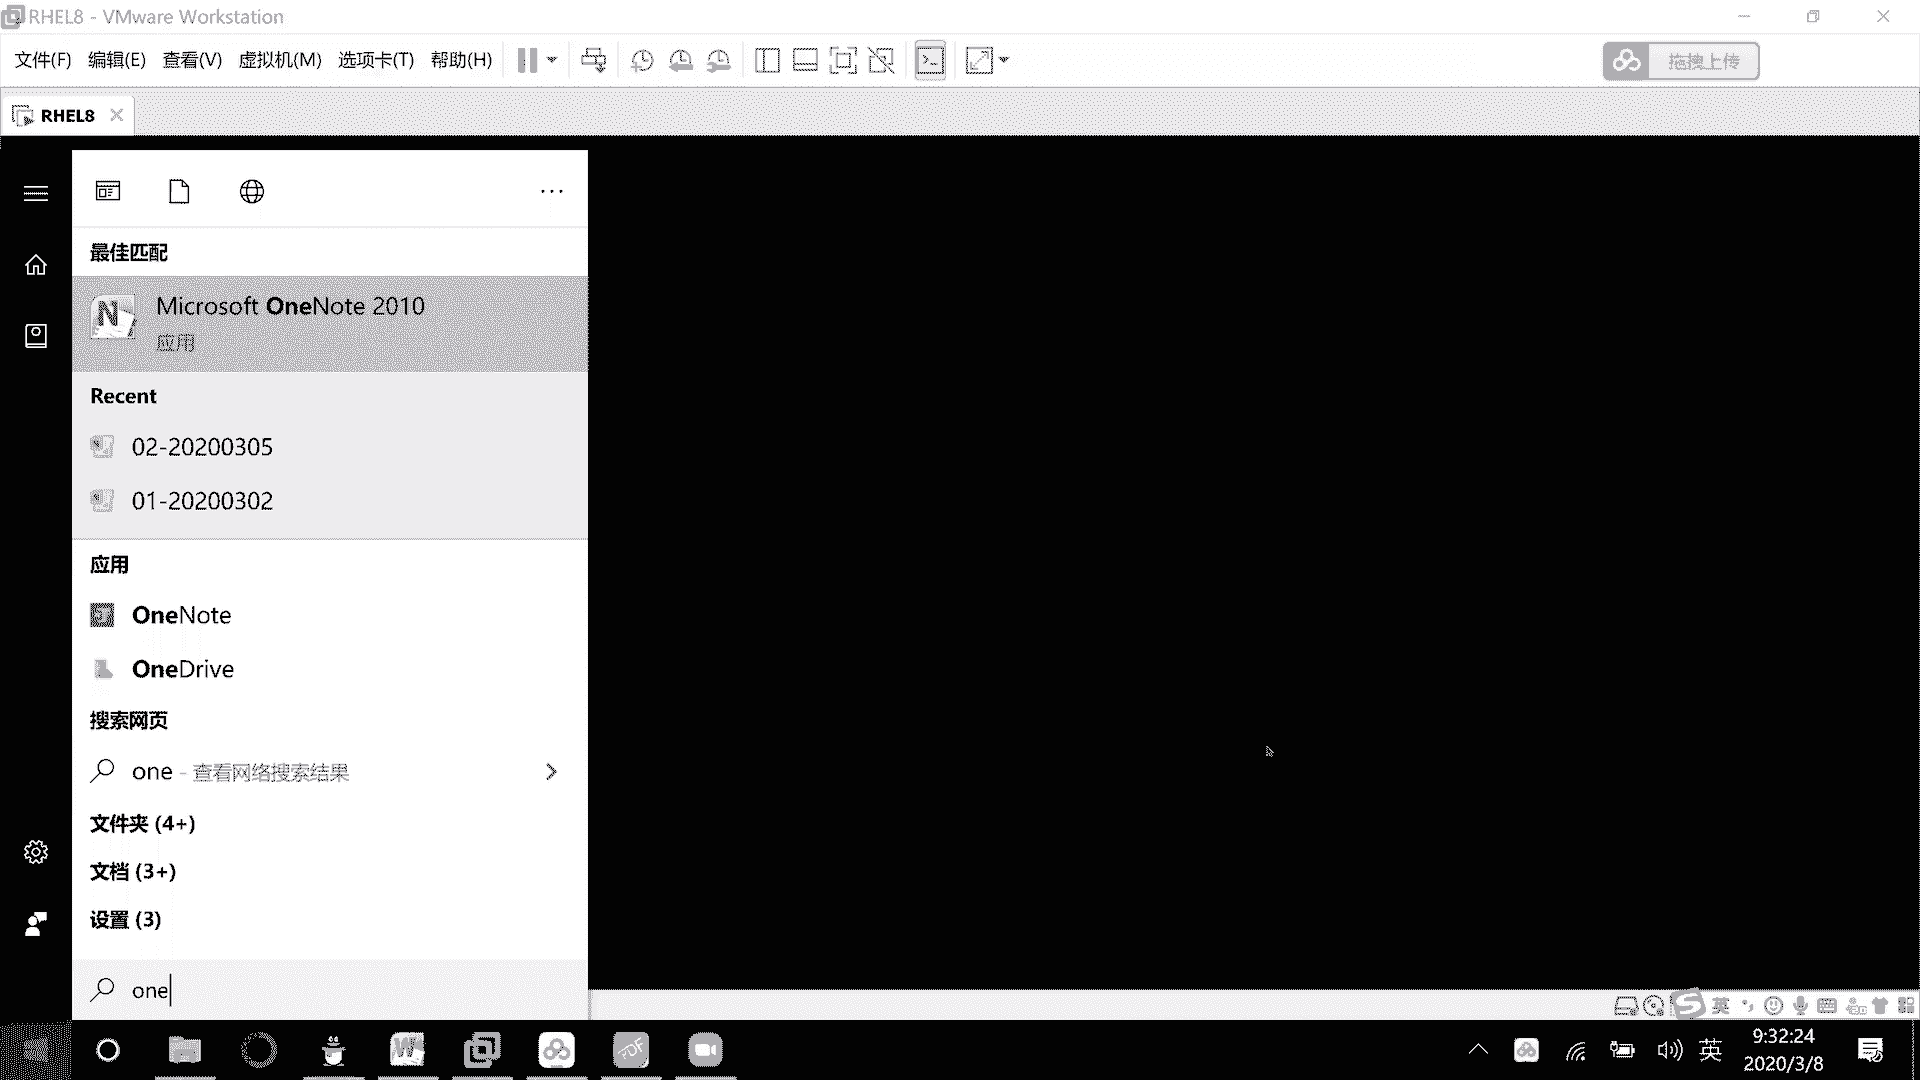 RHEL8 - VMware Workstation
文件(F) 编辑(E) 查看(V) 虚拟机(M) 选项卡(T) 帮助(H)
拖拽上传
RHEL8
最佳匹配
Microsoft OneNote 2010
应用
Recent
02-20200305
01-20200302
应用
OneNote
OneDrive
搜索网页
one - 查看网络搜索结果
文件夹 (4+)
文档 (3+)
设置 (3)
one
英
PDF
英
9:32:24
2020/3/8